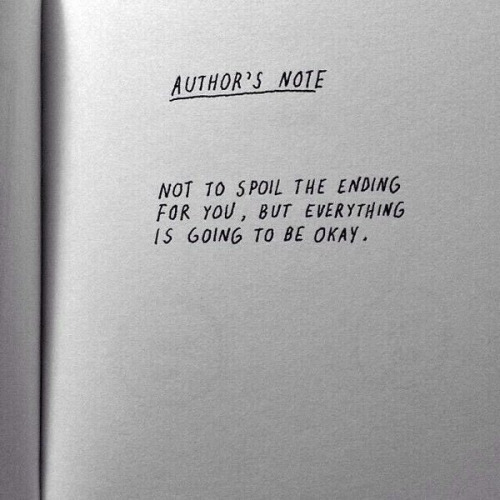 AUTHOR'S NOTE
NOT TO SPOIL THE ENDING
FOR YOU, BUT EVERYTHING
IS GOING TO BE OKAY.